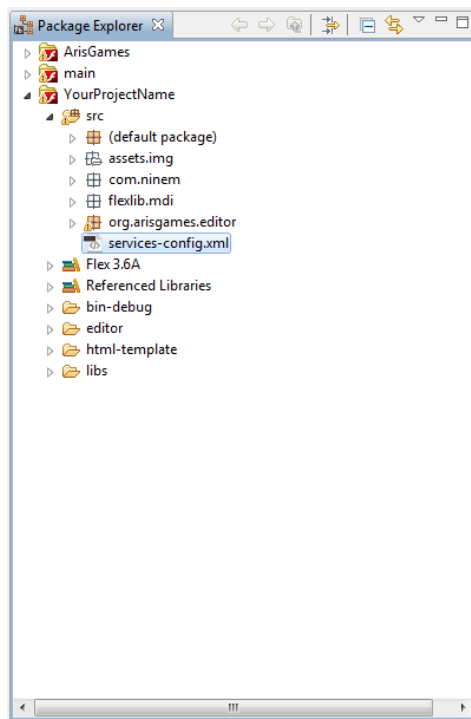 Package Explorer
ArisGames
main
YourProjectName
src
(default package)
assets.img
com.ninem
flexlib.mdi
org.arisgames.editor
services-config.xml
Flex 3.6A
Referenced Libraries
bin-debug
editor
html-template
libs